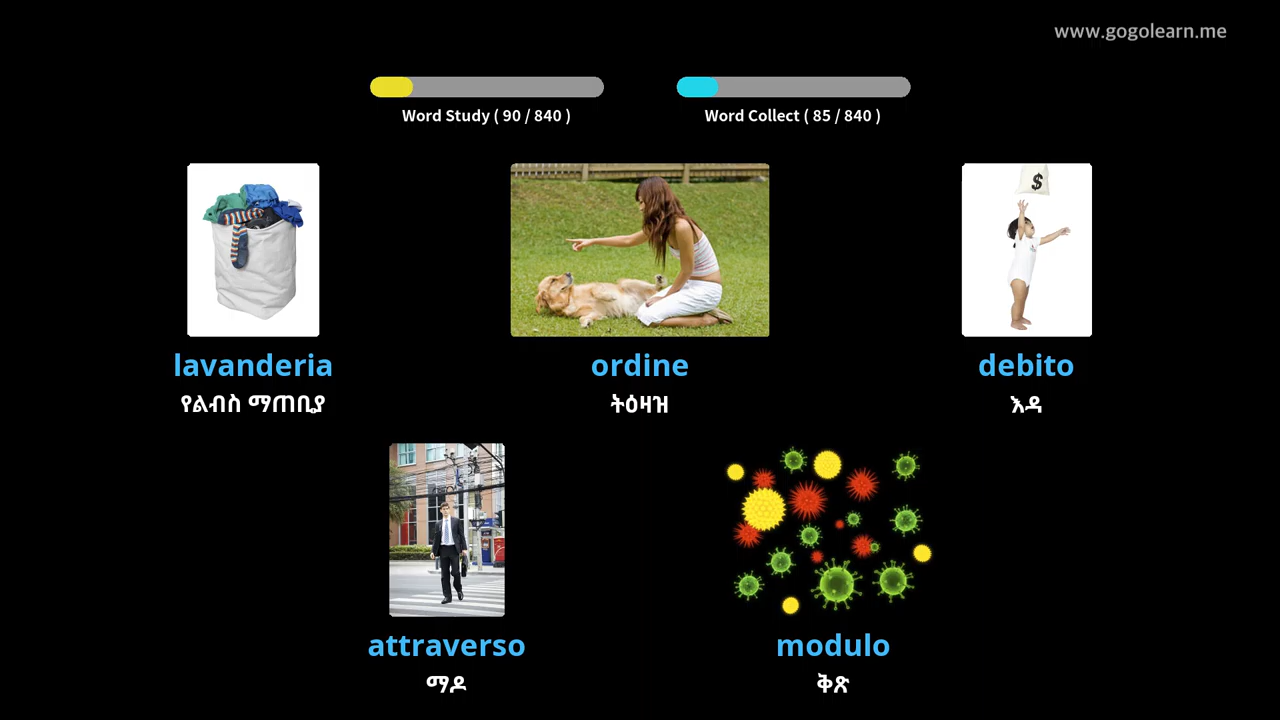 www.gogolearn.me
Word Study ( 90 / 840 )
Word Collect ( 85 / 840 )
$
lavanderia
የልብስ ማጠቢያ
ordine
ትዕዛዝ
debito
እዳ
attraverso
ማዶ
modulo
ቅጽ